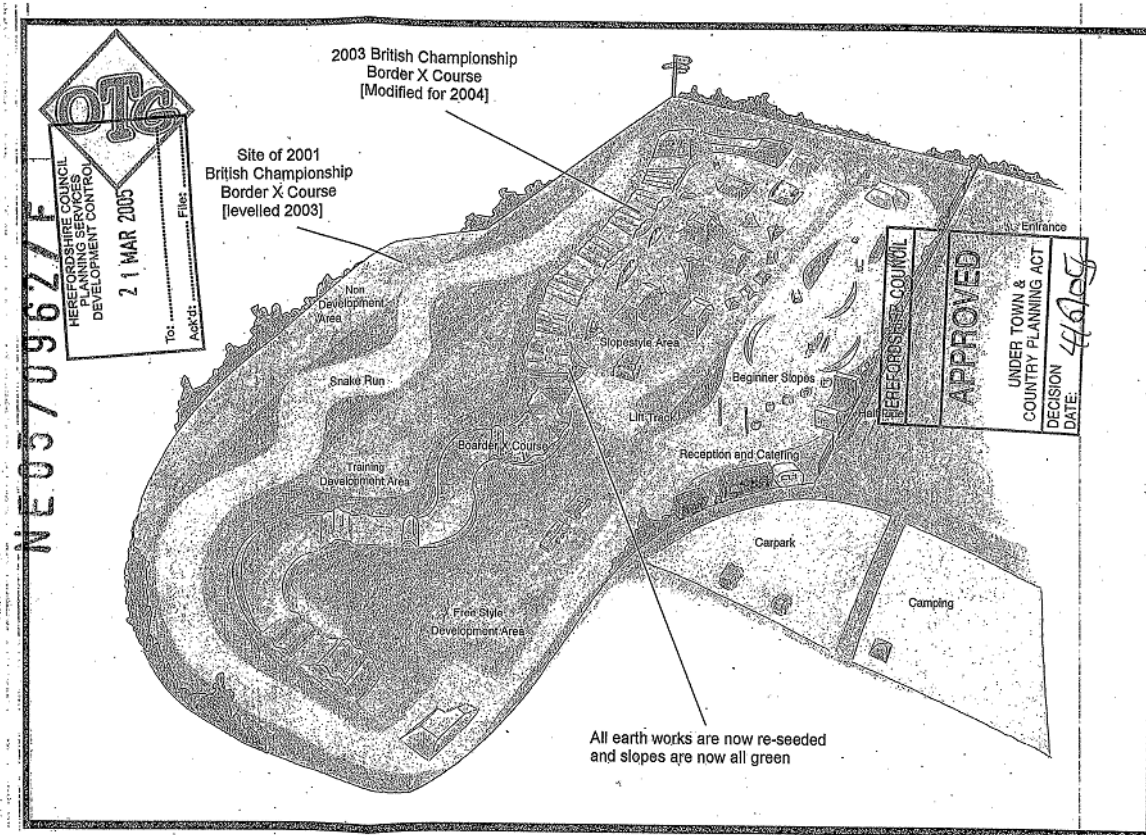 2003 British Championship
Border X Course
[Modified for 2004]
OTC
HEREFORDSHIRE COUNCIL
PLANNING SERVICES
DEVELOPMENT CONTROL
21 MAR 2005
To:
Ack'd:
File:
Site of 2001
British Championship
Border X Course
[levelled 2003]
Entrance
HEREFORDSHIRE COUNCIL
APPROVED
UNDER TOWN &
COUNTRY PLANNING ACT
DECISION
DATE:
Non
Development
Area
Slopestyle Area
Snake Run
Beginner Slopes
Lift Track
Boarder X Course
Reception and Catering
Training
Development Area
Carpark
Camping
Free Style
Development Area
All earth works are now re-seeded
and slopes are now all green